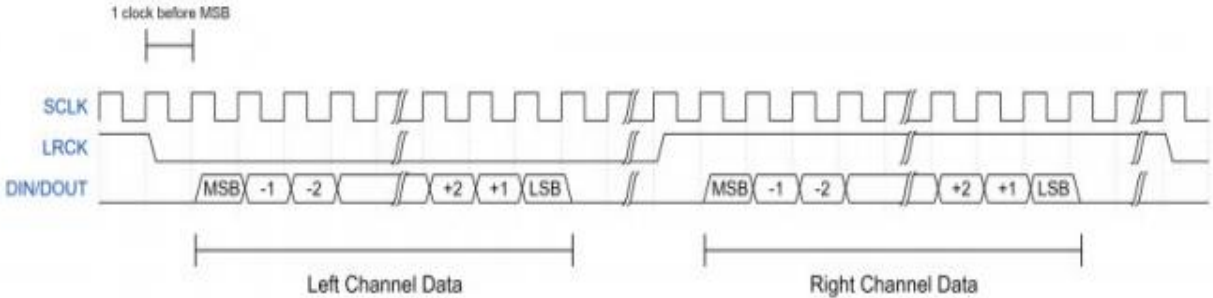 1 clock before MSB
SCLK
LRCK
DIN/DOUT MSB -1 -2 +2 +1 LSB MSB -1 -2 +2 +1 LSB
Left Channel Data Right Channel Data